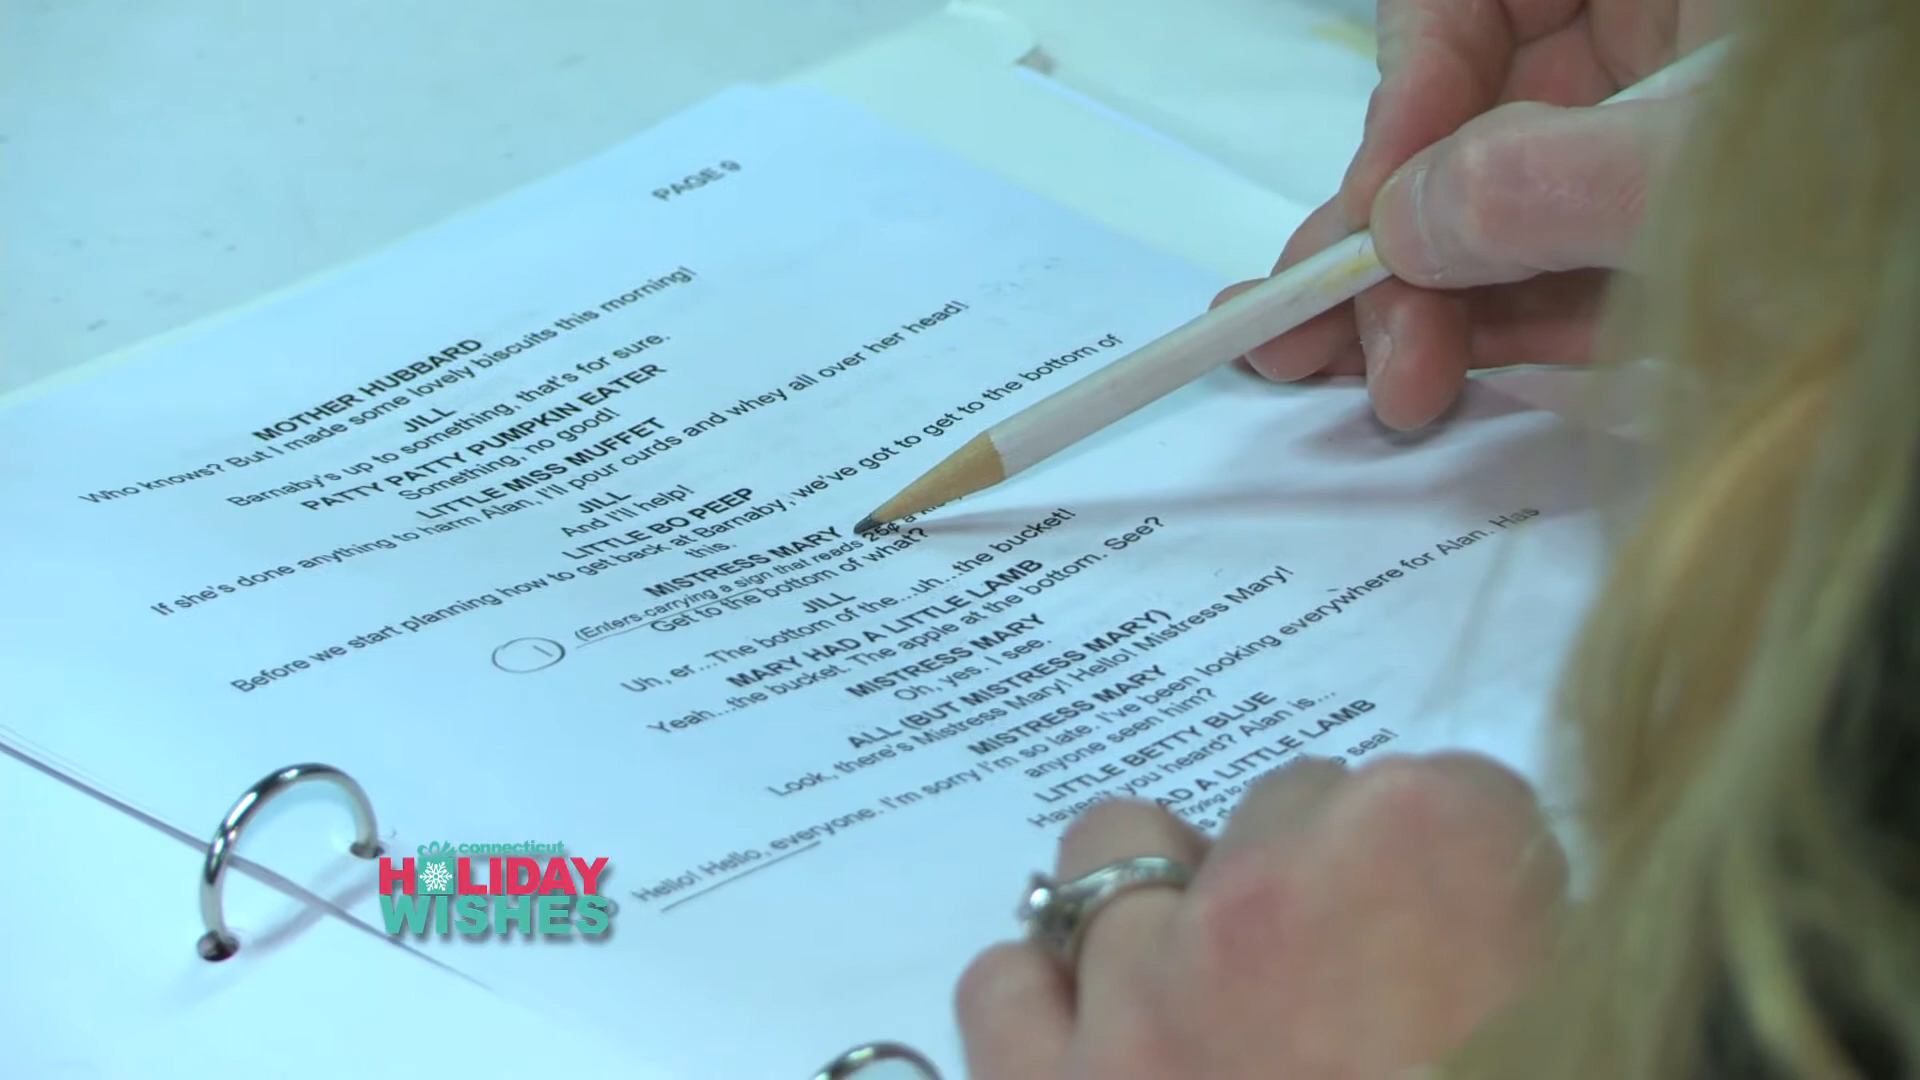 PAGE 9
MOTHER HUBBARD
Who knows? But I made some lovely biscuits this morning!
JILL
Barnaby's up to something, that's for sure.
PATTY PATTY PUMPKIN EATER
Something, no good!
LITTLE MISS MUFFET
If she's done anything to harm Alan, I'll pour curds and whey all over her head!
JILL
And I'll help!
LITTLE BO PEEP
Before we start planning how to get back at Barnaby, we've got to get to the bottom of
this.
MISTRESS MARY
(Enters carrying a sign that reads 25¢ a
Get to the bottom of what?
JILL
Uh, er...The bottom of the...uh...the bucket!
MARY HAD A LITTLE LAMB
Yeah...the bucket. The apple at the bottom. See?
MISTRESS MARY
Oh, yes. I see.
ALL (BUT MISTRESS MARY)
Look, there's Mistress Mary! Hello! Mistress Mary!
MISTRESS MARY
Hello! Hello, everyone. I'm sorry I'm so late. I've been looking everywhere for Alan. Has
anyone seen him?
LITTLE BETTY BLUE
Haven't you heard? Alan is...
AD A LITTLE LAMB
Trying to
sea!
connecticut
HOLIDAY
WISHES